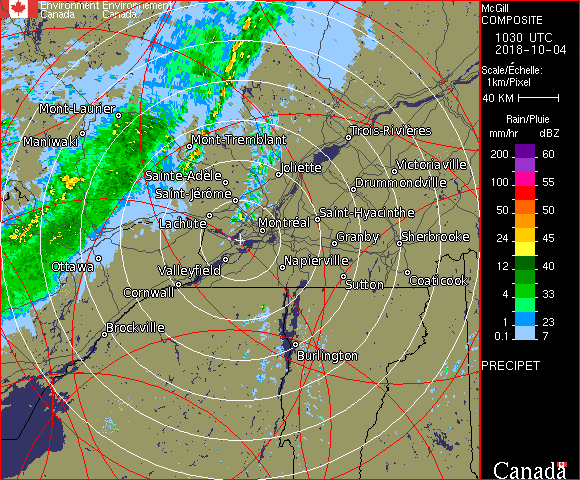 Environment Environnement
Canada Canada
McGill
COMPOSITE
1030 UTC
2018-10-04
Scale/Échelle:
1km/Pixel
40 KM
Rain/Pluie
mm/hr dBZ
200 60
100 55
50 50
24 45
12 40
4 33
1 23
0.1 7
PRECIPET
Canada
Mont-Laurier
Maniwaki
Mont-Tremblant
Trois-Rivières
Sainte-Adèle
Joliette
Victoriaville
Saint-Jérôme
Drummondville
Lachute
Montréal
Saint-Hyacinthe
Granby
Sherbrooke
Ottawa
Valleyfield
Napierville
Cornwall
Sutton
Coaticook
Brockville
Burlington